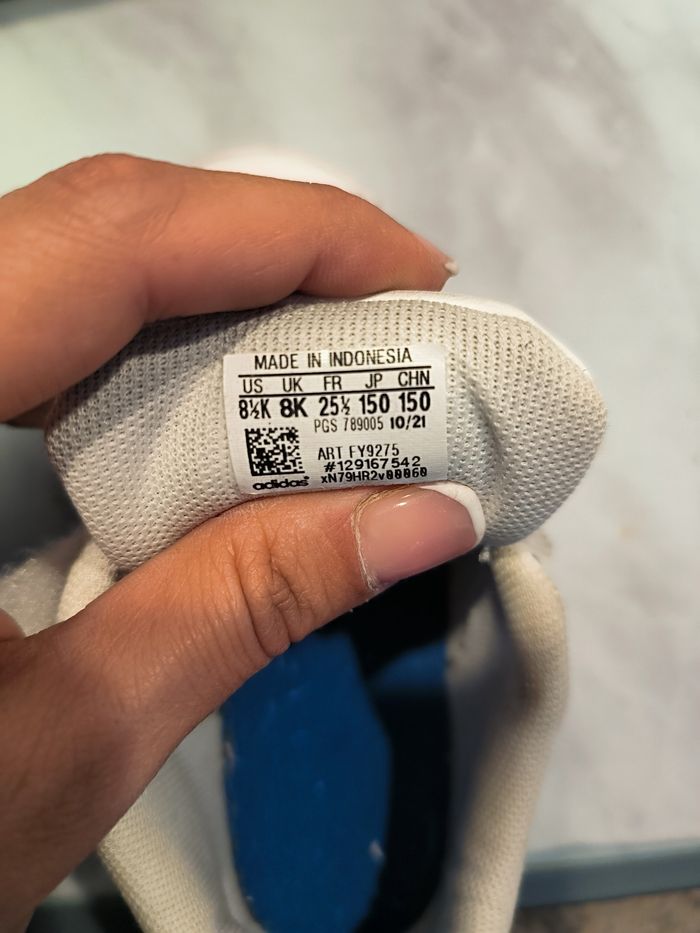 MADE IN INDONESIA
US UK FR JP CHN
8½K 8K 25½ 150 150
PGS 789005 10/21
ART FY9275
#129167542
xN79HR2v00060
adidas